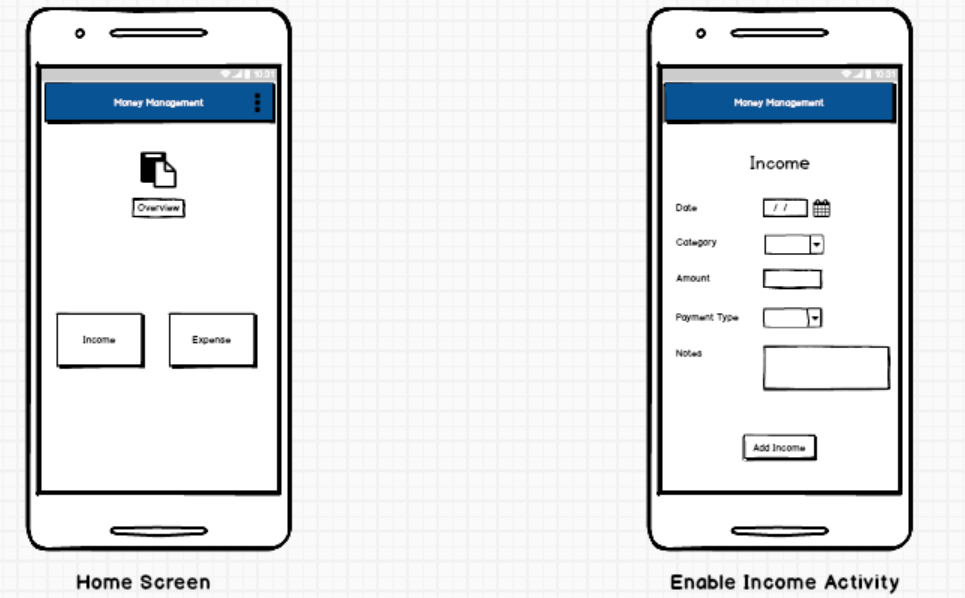 10:31
Money Management
Overview
Income
Expense
Home Screen
10:31
Money Management
Income
Date
/ /
Category
Amount
Payment Type
Notes
Add Income
Enable Income Activity